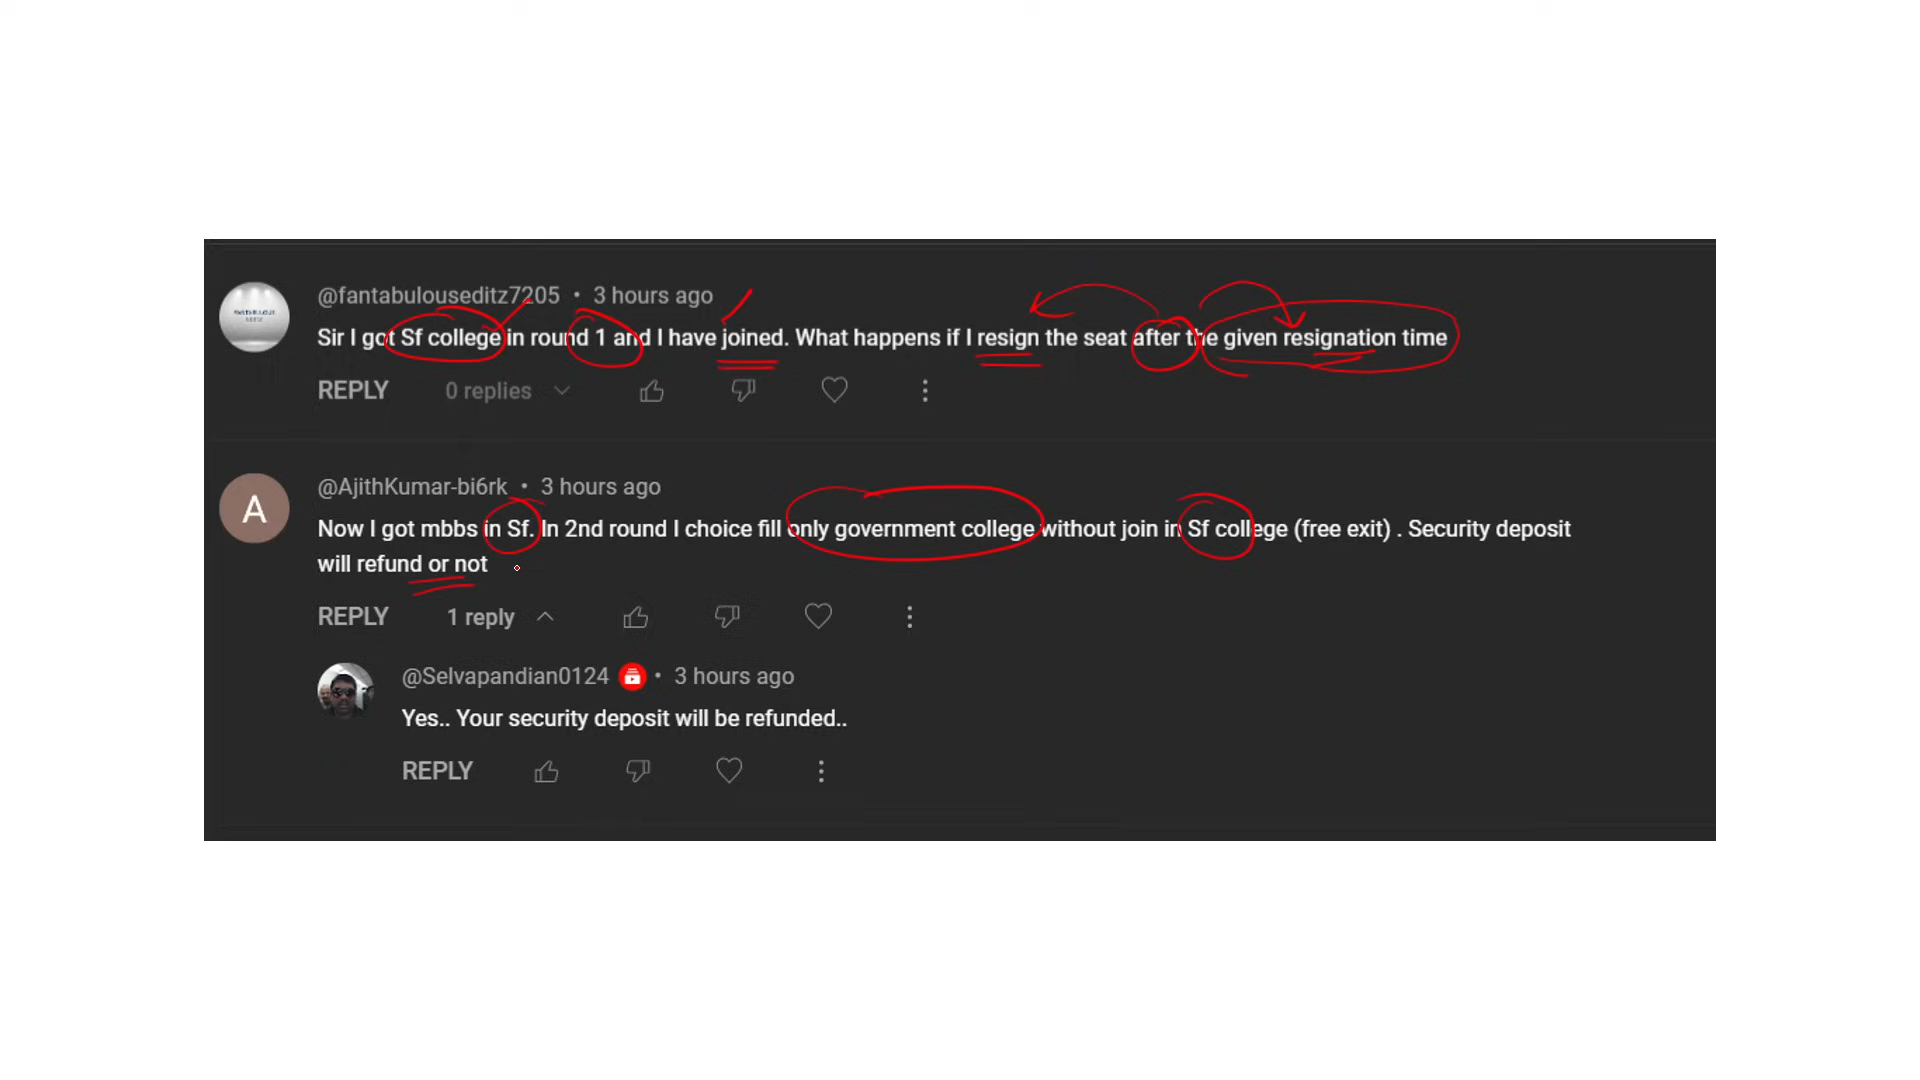 @fantabulouseditz7205 • 3 hours ago
Sir I got Sf college in round 1 and I have joined. What happens if I resign the seat after the given resignation time
REPLY 0 replies
@AjithKumar-bi6rk • 3 hours ago
A
Now I got mbbs in Sf. In 2nd round I choice fill only government college without join in Sf college (free exit) . Security deposit
will refund or not
REPLY 1 reply
@Selvapandian0124 • 3 hours ago
Yes.. Your security deposit will be refunded..
REPLY